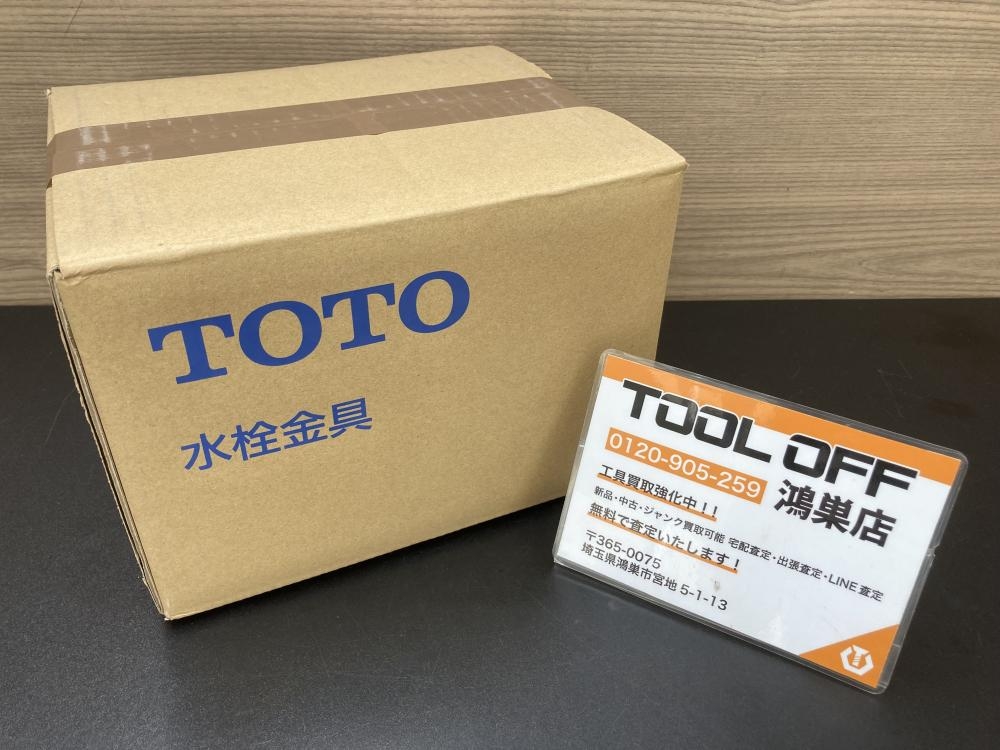 TOTO
水栓金具
TOOL OFF
0120-905-259
鴻巣店
工具買取強化中!!
新品・中古・ジャンク買取可能 宅配査定・出張査定・LINE査定
無料で査定いたします!
〒365-0075
埼玉県鴻巣市宮地 5-1-13